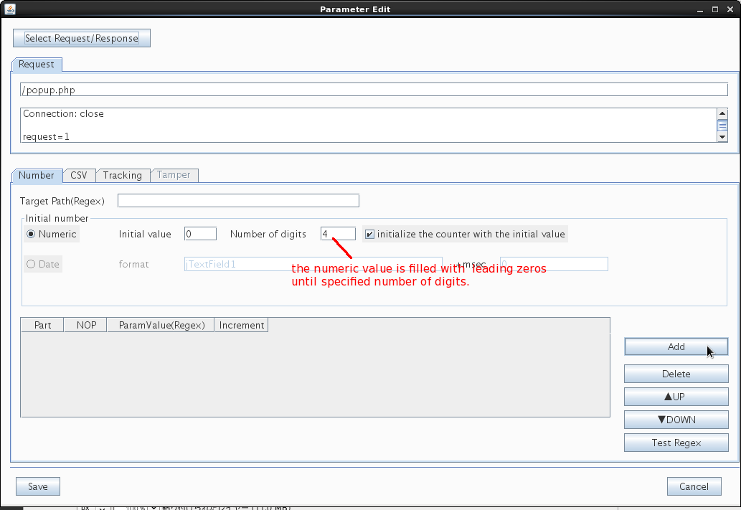 Parameter Edit
Select Request/Response
Request
/popup.php
Connection: close
request=1
Number CSV Tracking Tamper
Target Path(Regex)
Initial number
Numeric Initial value 0 Number of digits 4 initialize the counter with the initial value
Date format jTextField1 +msec 0
the numeric value is filled with leading zeros
until specified number of digits.
Part NOP ParamValue(Regex) Increment
Add
Delete
▲UP
▼DOWN
Test Regex
Save Cancel